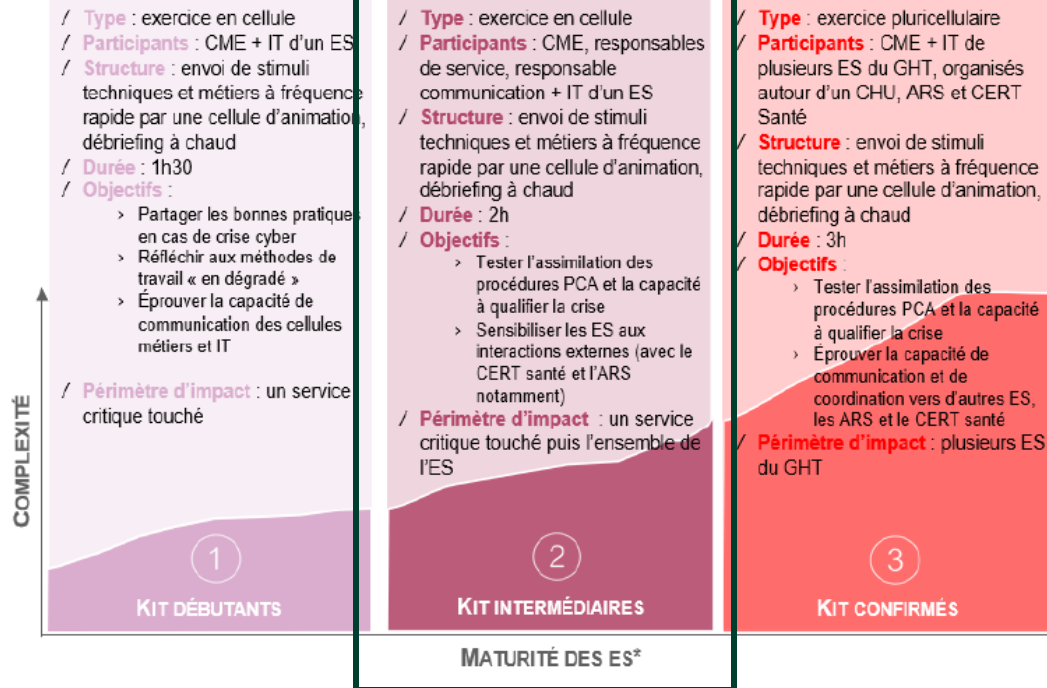 / Type : exercice en cellule
/ Participants : CME + IT d'un ES
/ Structure : envoi de stimuli
techniques et métiers à fréquence
rapide par une cellule d'animation,
débriefing à chaud
/ Durée : 1h30
/ Objectifs :
› Partager les bonnes pratiques
en cas de crise cyber
› Réfléchir aux méthodes de
travail « en dégradé »
› Éprouver la capacité de
communication des cellules
métiers et IT
/ Périmètre d'impact : un service
critique touché
1
KIT DÉBUTANTS
/ Type : exercice en cellule
/ Participants : CME, responsables
de service, responsable
communication + IT d'un ES
/ Structure : envoi de stimuli
techniques et métiers à fréquence
rapide par une cellule d'animation,
débriefing à chaud
/ Durée : 2h
/ Objectifs :
› Tester l'assimilation des
procédures PCA et la capacité
à qualifier la crise
› Sensibiliser les ES aux
interactions externes (avec le
CERT santé et l'ARS
notamment)
/ Périmètre d'impact : un service
critique touché puis l'ensemble de
l'ES
2
KIT INTERMÉDIAIRES
/ Type : exercice pluricellulaire
/ Participants : CME + IT de
plusieurs ES du GHT, organisés
autour d'un CHU, ARS et CERT
Santé
/ Structure : envoi de stimuli
techniques et métiers à fréquence
rapide par une cellule d'animation,
débriefing à chaud
/ Durée : 3h
/ Objectifs :
› Tester l'assimilation des
procédures PCA et la capacité
à qualifier la crise
› Éprouver la capacité de
communication et de
coordination vers d'autres ES,
les ARS et le CERT santé
/ Périmètre d'impact : plusieurs ES
du GHT
3
KIT CONFIRMÉS
COMPLEXITÉ
MATURITÉ DES ES*